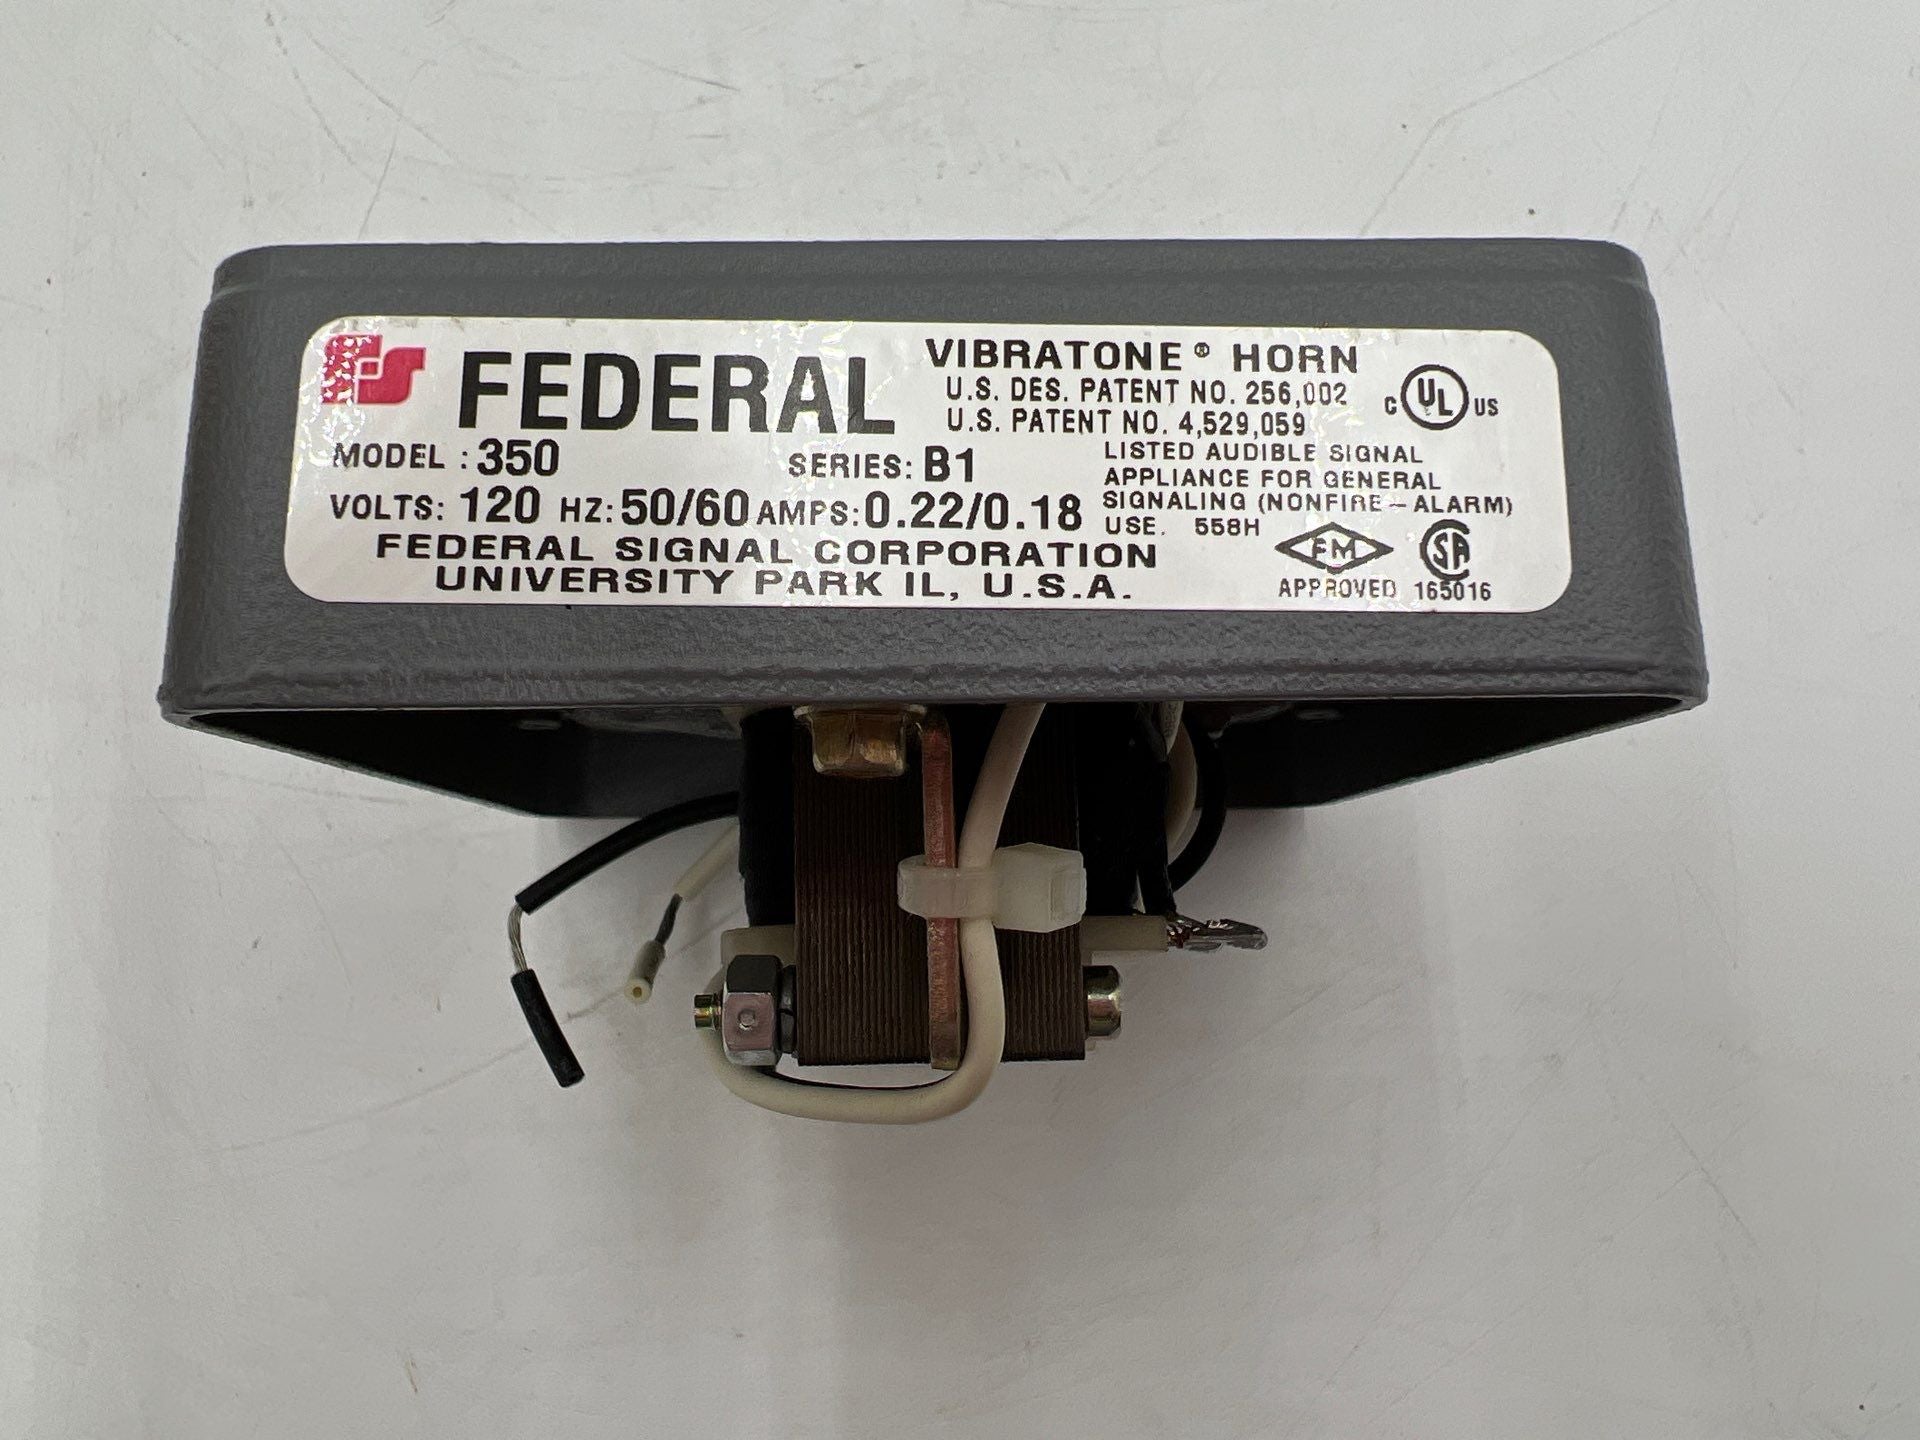 FS FEDERAL
VIBRATONE® HORN
U.S. DES. PATENT NO. 256,002
U.S. PATENT NO. 4,529,059
C UL US
MODEL : 350 SERIES: B1
VOLTS: 120 HZ: 50/60 AMPS: 0.22/0.18
LISTED AUDIBLE SIGNAL
APPLIANCE FOR GENERAL
SIGNALING (NONFIRE-ALARM)
USE. 558H
FEDERAL SIGNAL CORPORATION
UNIVERSITY PARK IL, U.S.A.
FM SA
APPROVED 165016